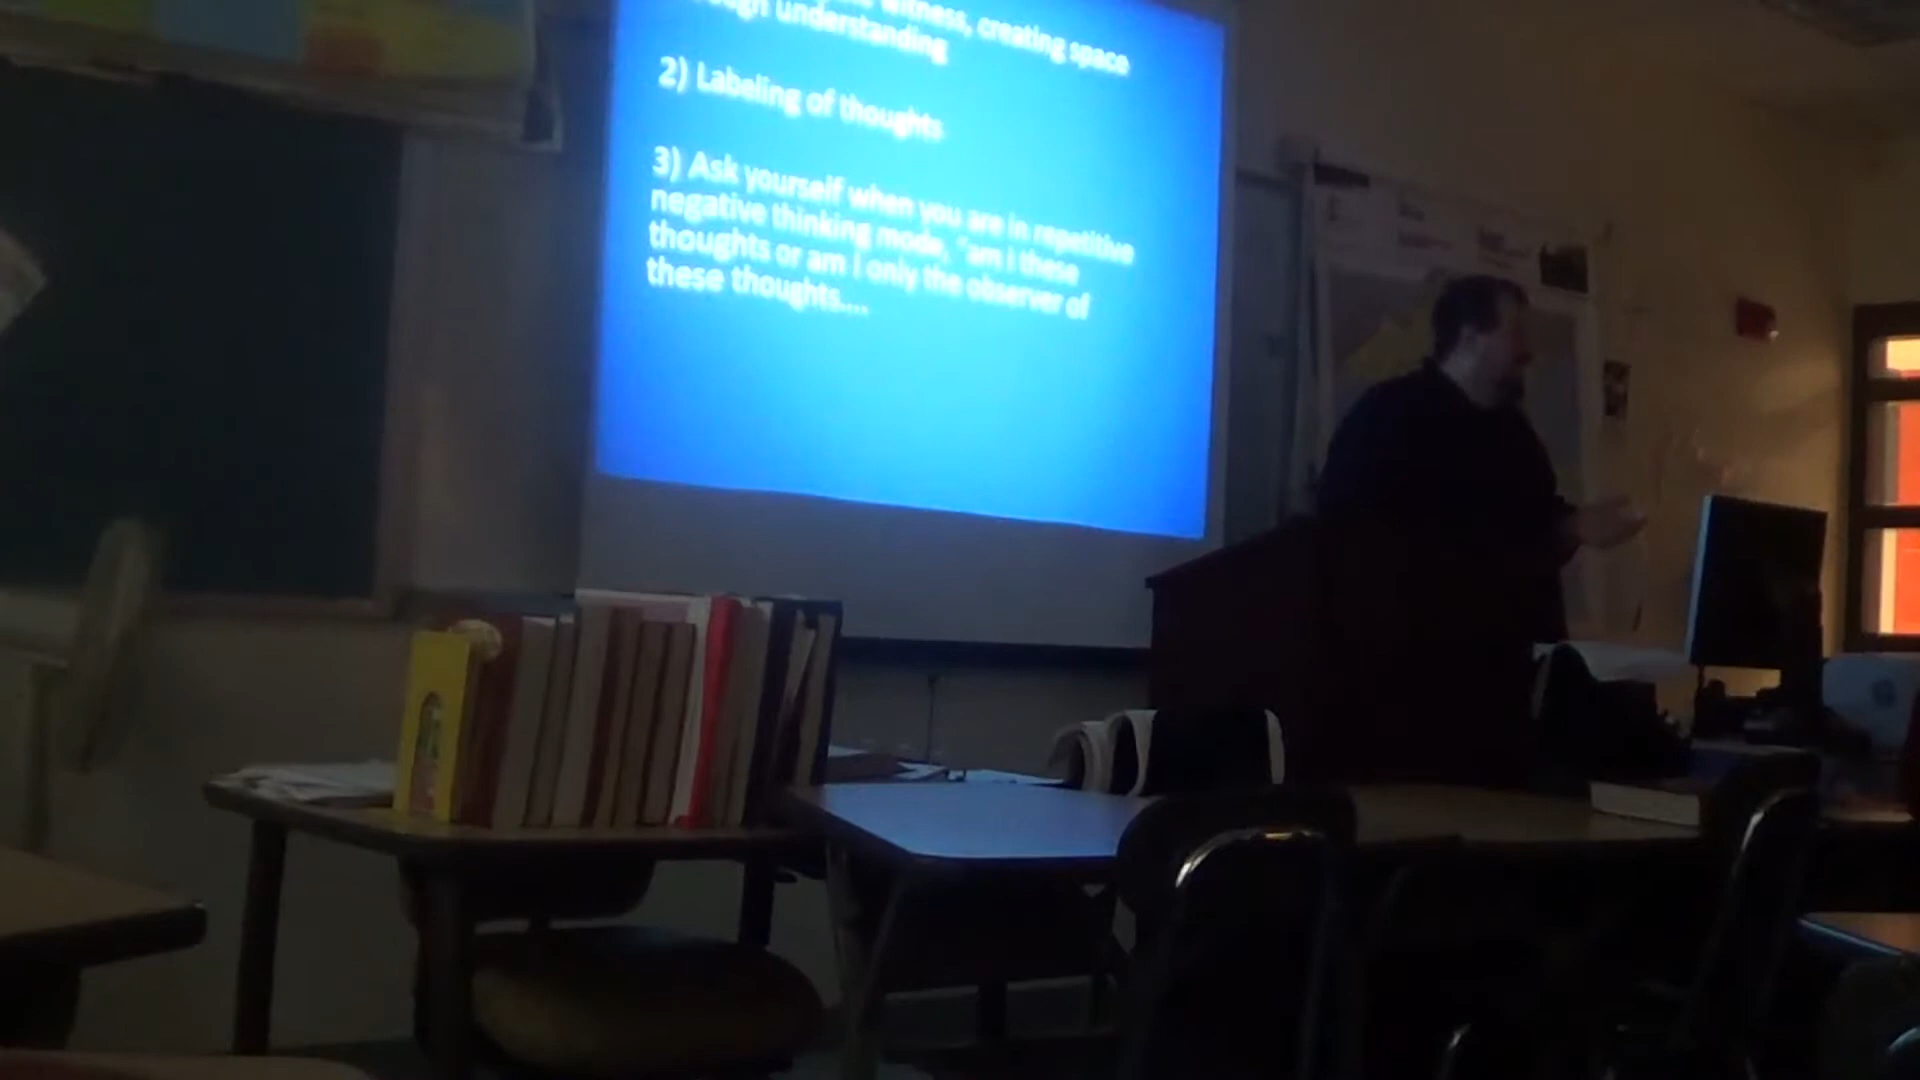 witness, creating space
understanding
2) Labeling of thoughts
3) Ask yourself when you are in repetitive
negative thinking mode, "am I these
thoughts or am I only the observer of
these thoughts....